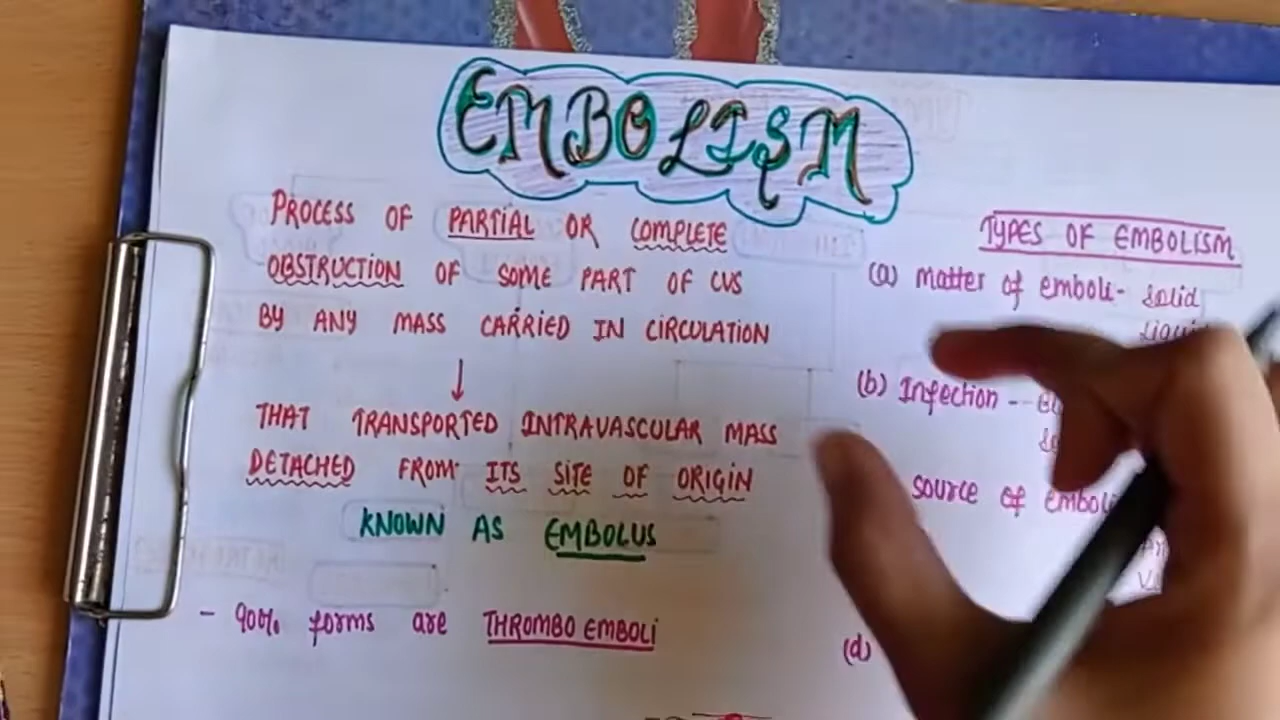 EMBOLISM
PROCESS OF PARTIAL OR COMPLETE
OBSTRUCTION OF SOME PART OF CVS
BY ANY MASS CARRIED IN CIRCULATION
↓
THAT TRANSPORTED INTRAVASCULAR MASS
DETACHED FROM ITS SITE OF ORIGIN
KNOWN AS EMBOLUS
- 90% forms are THROMBO EMBOLI
TYPES OF EMBOLISM
(a) matter of emboli- Solid
(b) Infection --
source of emboli
(d)